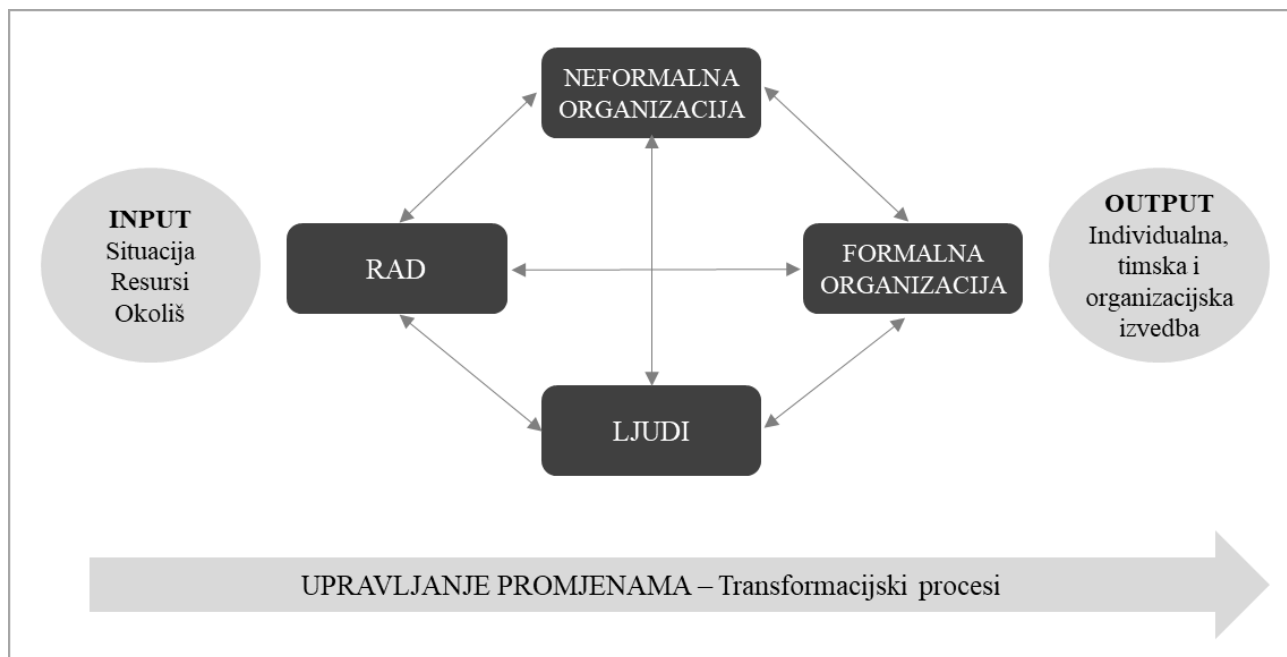 NEFORMALNA
ORGANIZACIJA
INPUT
Situacija
Resursi
Okoliš
RAD
FORMALNA
ORGANIZACIJA
OUTPUT
Individualna,
timska i
organizacijska
izvedba
LJUDI
UPRAVLJANJE PROMJENAMA – Transformacijski procesi